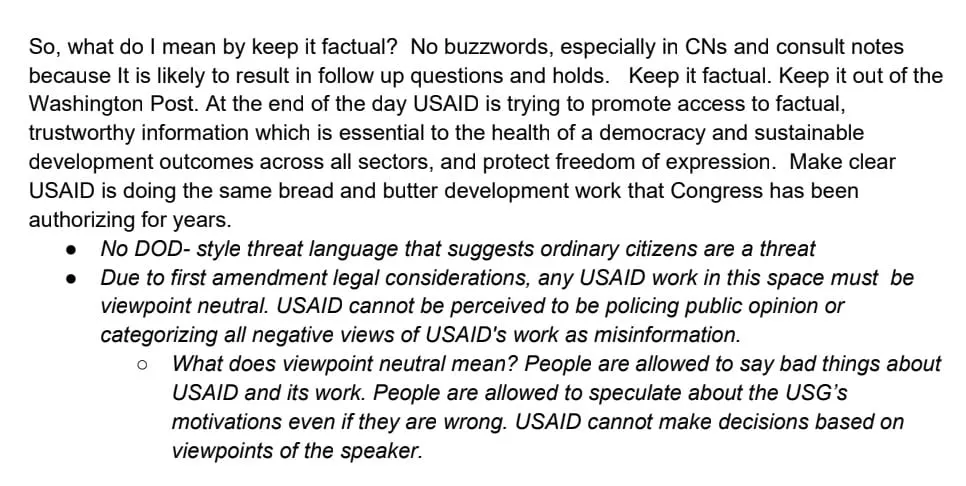 So, what do I mean by keep it factual?  No buzzwords, especially in CNs and consult notes
because It is likely to result in follow up questions and holds.   Keep it factual. Keep it out of the
Washington Post. At the end of the day USAID is trying to promote access to factual,
trustworthy information which is essential to the health of a democracy and sustainable
development outcomes across all sectors, and protect freedom of expression.  Make clear
USAID is doing the same bread and butter development work that Congress has been
authorizing for years.
● No DOD- style threat language that suggests ordinary citizens are a threat
● Due to first amendment legal considerations, any USAID work in this space must  be
viewpoint neutral. USAID cannot be perceived to be policing public opinion or
categorizing all negative views of USAID's work as misinformation.
○ What does viewpoint neutral mean? People are allowed to say bad things about
USAID and its work. People are allowed to speculate about the USG's
motivations even if they are wrong. USAID cannot make decisions based on
viewpoints of the speaker.